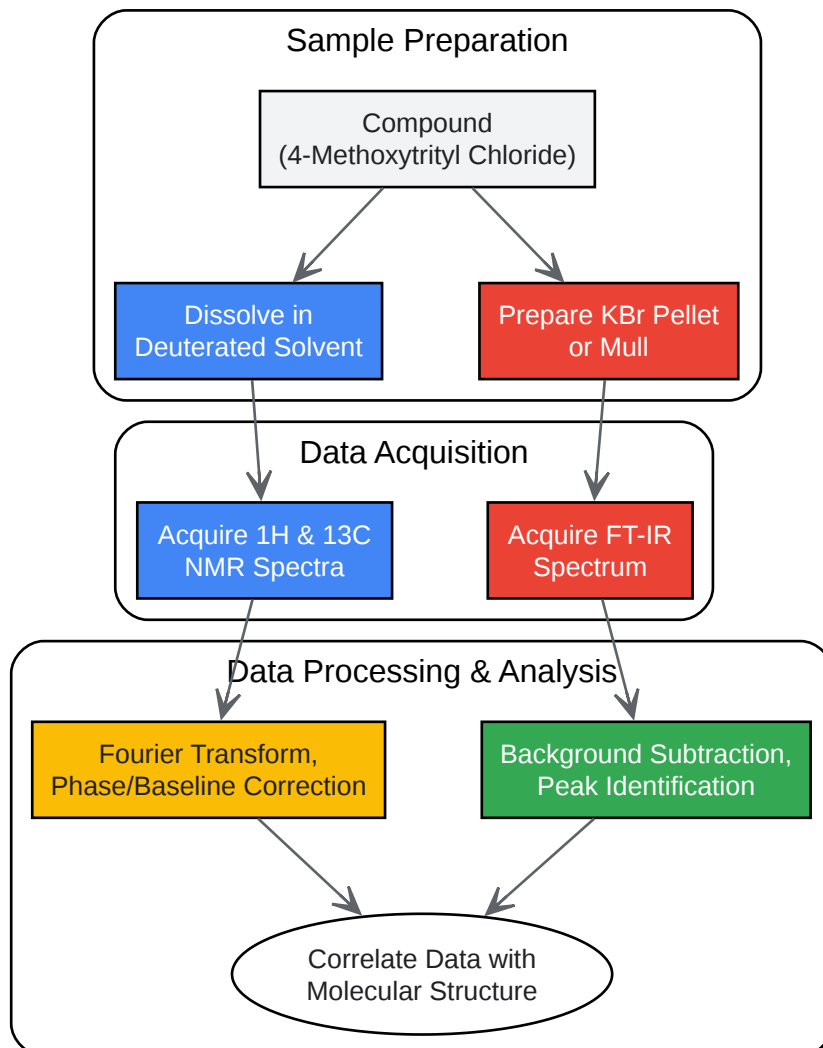 Sample Preparation
Compound
(4-Methoxytrityl Chloride)
Dissolve in
Deuterated Solvent
Prepare KBr Pellet
or Mull
Data Acquisition
Acquire 1H & 13C
NMR Spectra
Acquire FT-IR
Spectrum
Data Processing & Analysis
Fourier Transform,
Phase/Baseline Correction
Background Subtraction,
Peak Identification
Correlate Data with
Molecular Structure